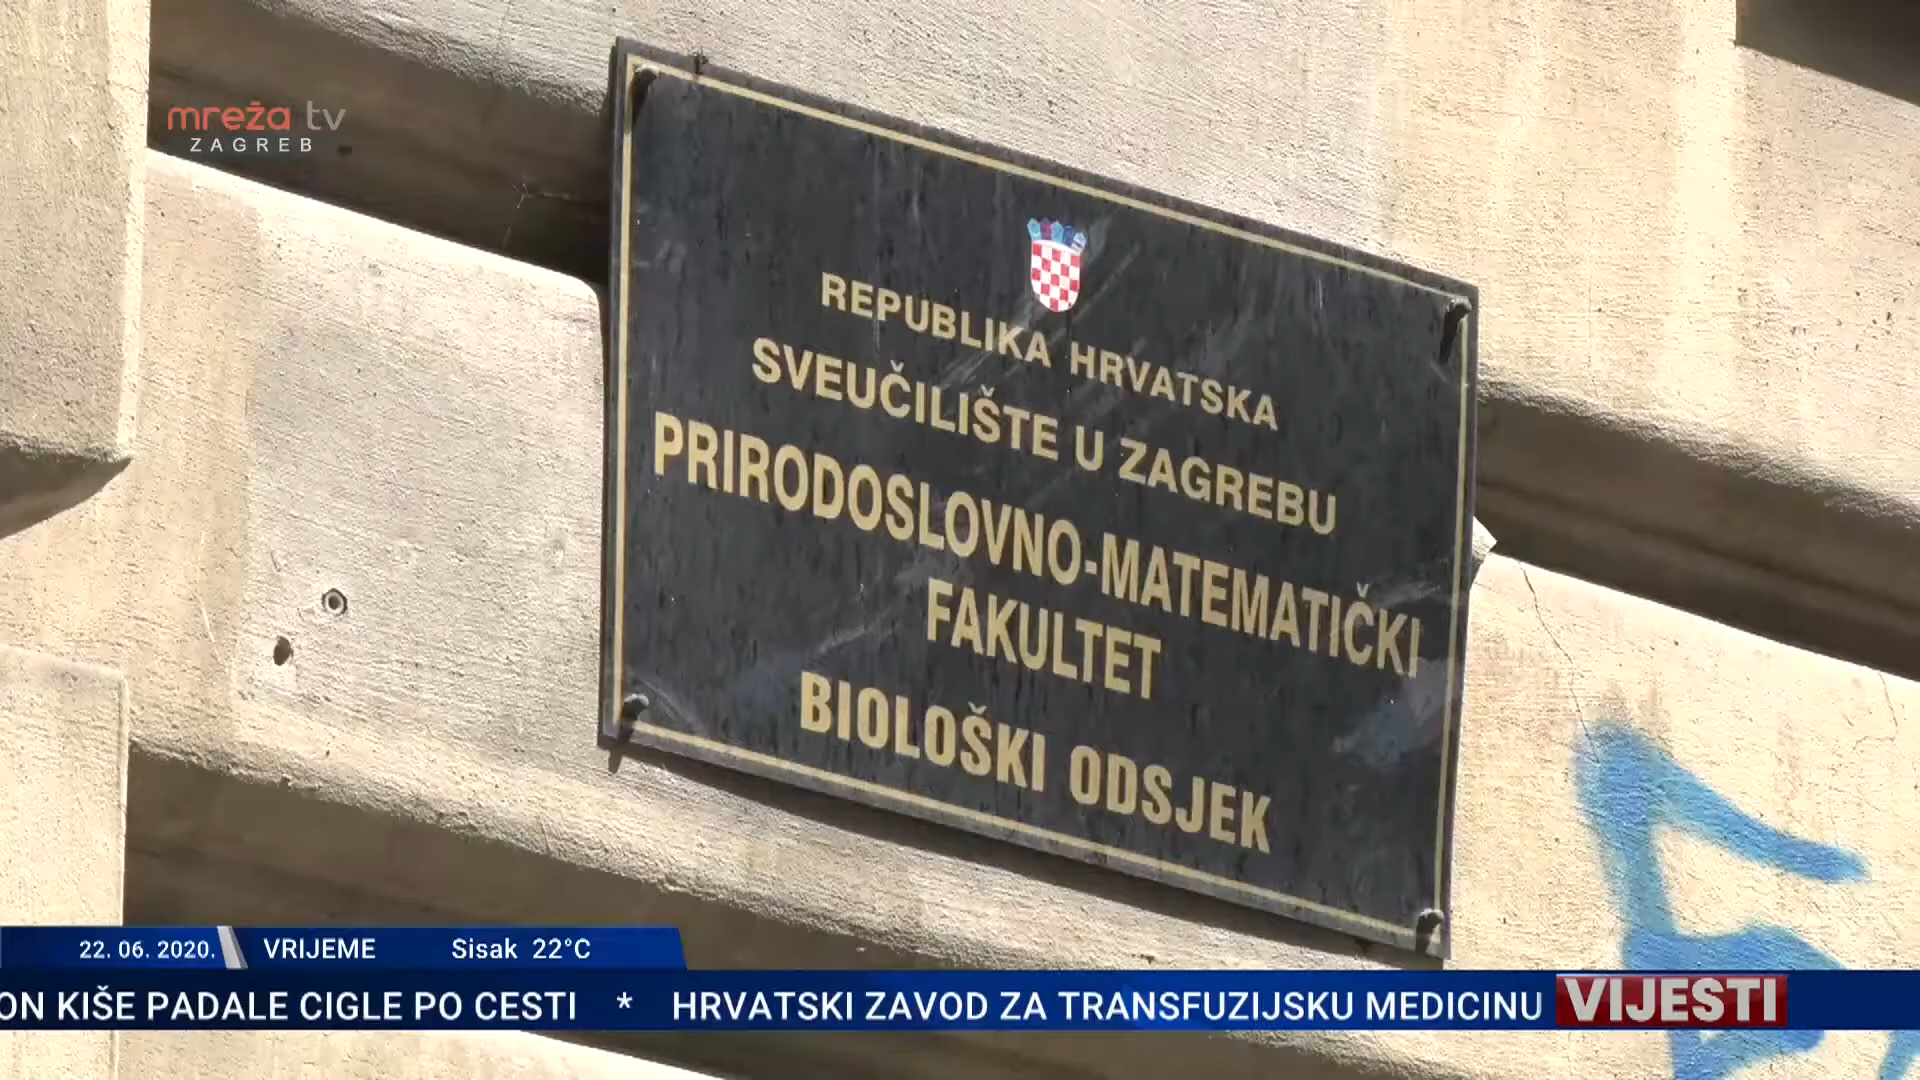 mreža tv
ZAGREB
REPUBLIKA HRVATSKA
SVEUČILIŠTE U ZAGREBU
PRIRODOSLOVNO-MATEMATIČKI
FAKULTET
BIOLOŠKI ODSJEK
22. 06. 2020. VRIJEME Sisak 22°C
ON KIŠE PADALE CIGLE PO CESTI * HRVATSKI ZAVOD ZA TRANSFUZIJSKU MEDICINU VIJESTI